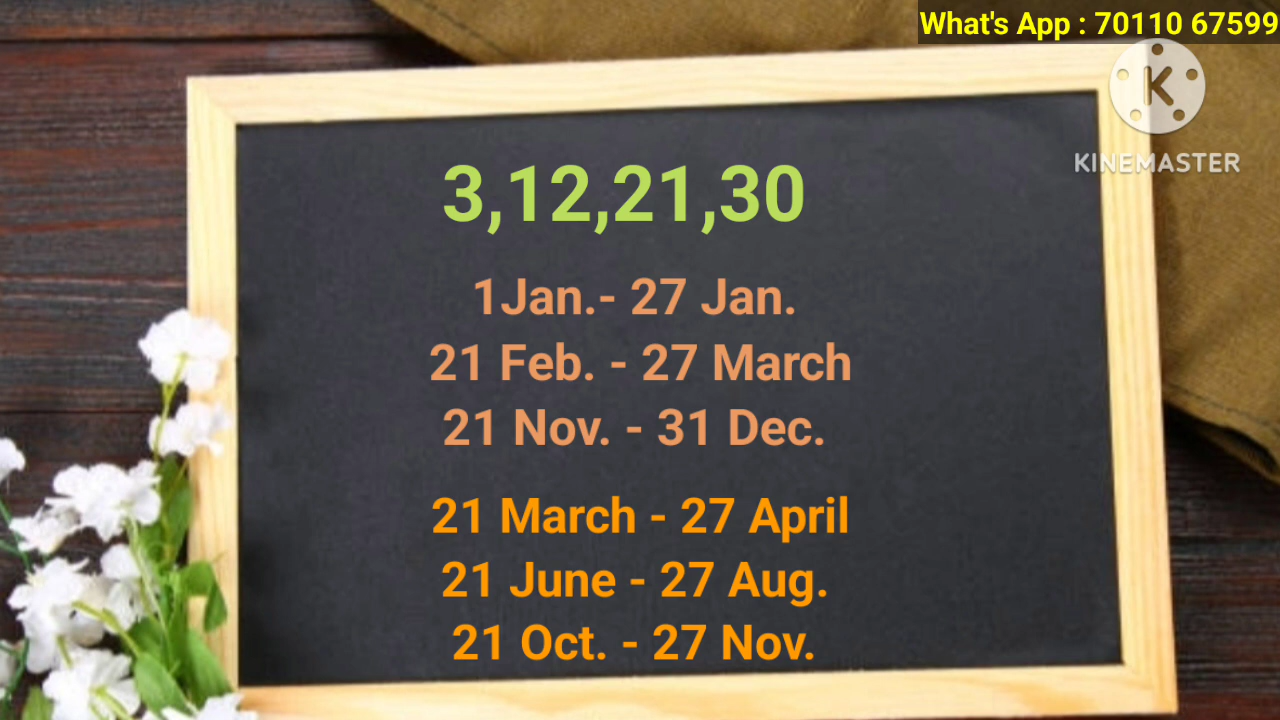 What's App : 70110 67599
KINEMASTER
3,12,21,30
1Jan.- 27 Jan.
21 Feb. - 27 March
21 Nov. - 31 Dec.
21 March - 27 April
21 June - 27 Aug.
21 Oct. - 27 Nov.